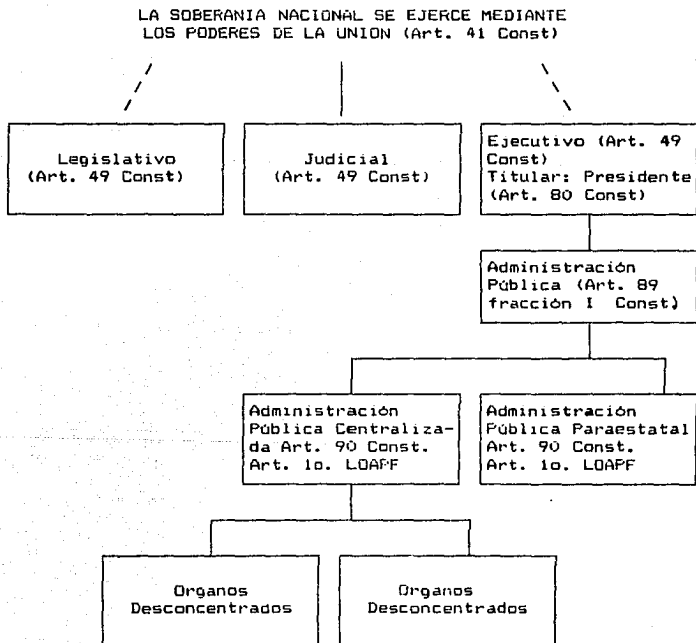 LA SOBERANIA NACIONAL SE EJERCE MEDIANTE
LOS PODERES DE LA UNION (Art. 41 Const)
Legislativo
(Art. 49 Const)
Judicial
(Art. 49 Const)
Ejecutivo (Art. 49
Const)
Titular: Presidente
(Art. 80 Const)
Administración
Pública (Art. 89
fracción I Const)
Administración
Pública Centraliza-
da Art. 90 Const.
Art. 1o. LOAPF
Administración
Pública Paraestatal
Art. 90 Const.
Art. 1o. LOAPF
Organos
Desconcentrados
Organos
Desconcentrados